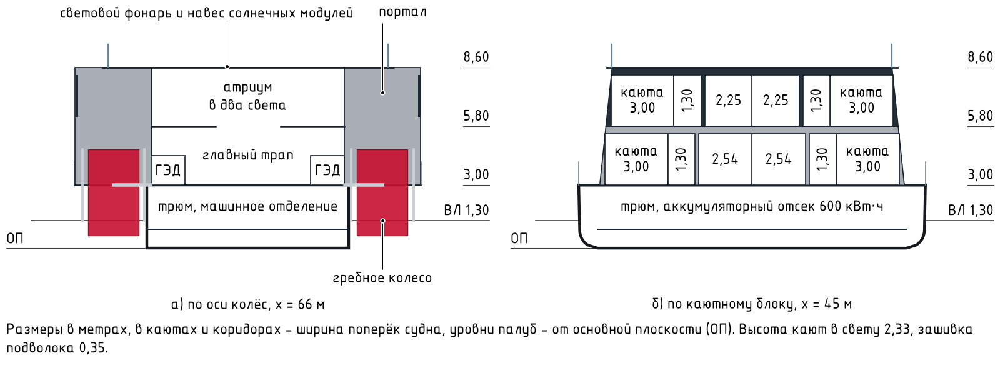 световой фонарь и навес солнечных модулей
портал
8,60
атриум
в два света
5,80
главный трап
ГЭД
ГЭД
3,00
трюм, машинное отделение
ВЛ 1,30
ОП
гребное колесо
а) по оси колёс, x = 66 м
8,60
каюта
3,00
1,30
2,25
2,25
1,30
каюта
3,00
5,80
каюта
3,00
1,30
2,54
2,54
1,30
каюта
3,00
3,00
трюм, аккумуляторный отсек 600 кВт·ч
ВЛ 1,30
ОП
б) по каютному блоку, x = 45 м
Размеры в метрах, в каютах и коридорах – ширина поперёк судна, уровни палуб – от основной плоскости (ОП). Высота кают в свету 2,33, зашивка
подволока 0,35.